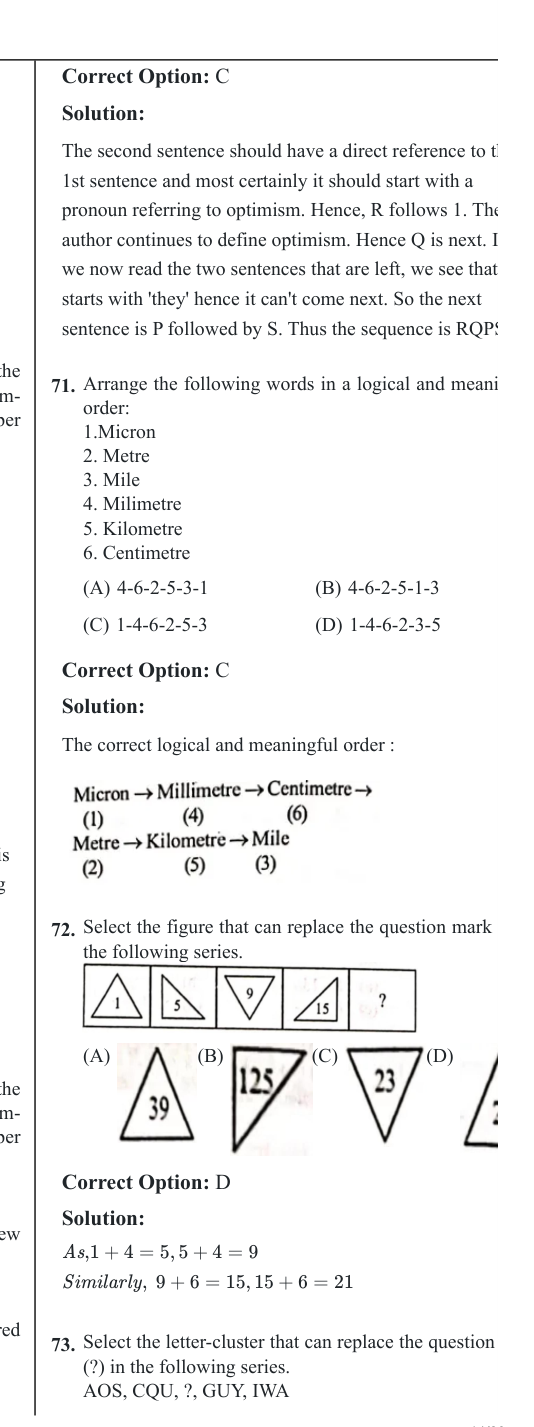 Correct Option: C
Solution:
The second sentence should have a direct reference to
1st sentence and most certainly it should start with a
pronoun referring to optimism. Hence, R follows 1. The
author continues to define optimism. Hence Q is next.
we now read the two sentences that are left, we see that
starts with 'they' hence it can't come next. So the next
sentence is P followed by S. Thus the sequence is RQPS
the
m-
per
71. Arrange the following words in a logical and meani
order:
1.Micron
2. Metre
3. Mile
4. Milimetre
5. Kilometre
6. Centimetre
(A) 4-6-2-5-3-1 (B) 4-6-2-5-1-3
(C) 1-4-6-2-5-3 (D) 1-4-6-2-3-5
Correct Option: C
Solution:
The correct logical and meaningful order :
Micron → Millimetre → Centimetre →
(1) (4) (6)
Metre → Kilometre → Mile
(2) (5) (3)
is
g
72. Select the figure that can replace the question mark
the following series.
1 5 9 15 ?
(A) 39 (B) 125 (C) 23 (D)
the
m-
per
Correct Option: D
Solution:
As,1 + 4 = 5, 5 + 4 = 9
Similarly, 9 + 6 = 15, 15 + 6 = 21
ew
red
73. Select the letter-cluster that can replace the question
(?) in the following series.
AOS, CQU, ?, GUY, IWA